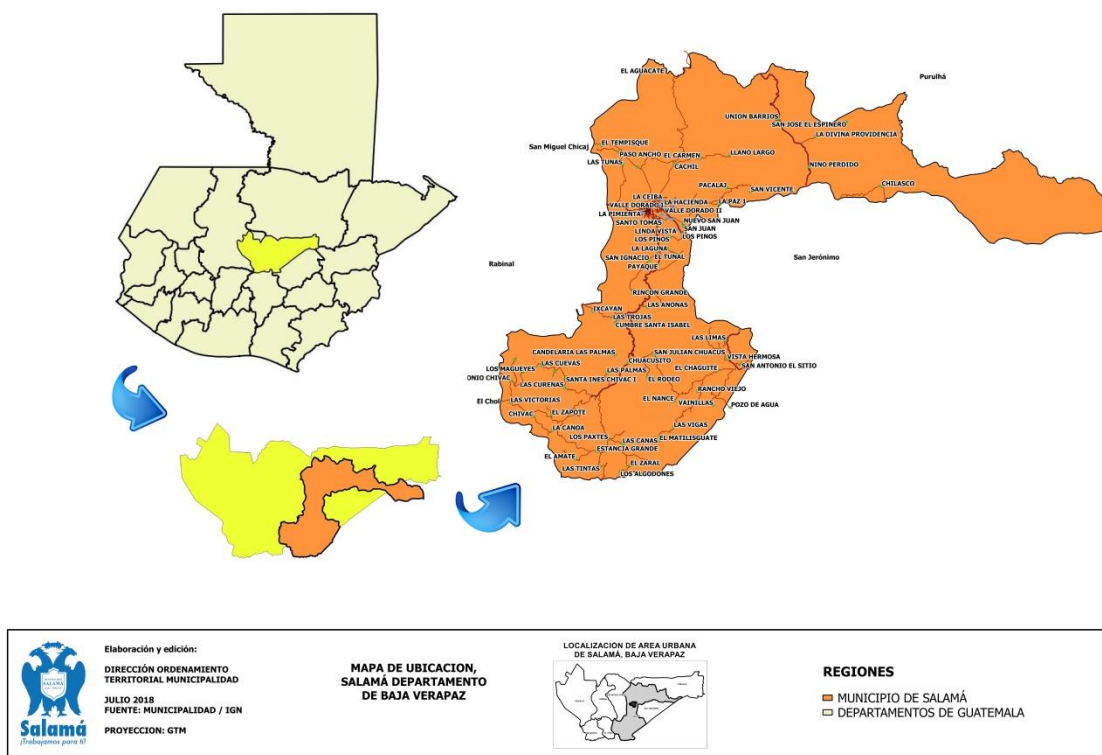 EL AGUACATE
Purulhá
UNION BARRIOS
SAN JOSE EL ESPINERO
LA DIVINA PROVIDENCIA
EL TEMPISQUE
San Miguel Chicaj
PASO ANCHO
EL CARMEN
LLANO LARGO
LAS TUNAS
CACHIL
NINO PERDIDO
PACALAJ
SAN VICENTE
CHILASCO
LA CEIBA
LA HACIENDA
LA PAZ I
VALLE DORADO I
VALLE DORADO II
LA PIMIENTA
SANTO TOMAS
NUEVO SAN JUAN
SAN JUAN
LINDA VISTA
LOS PINOS
LOS PINOS
LA LAGUNA
SAN IGNACIO
EL TUNAL
San Jerónimo
Rabinal
PAYAQUE
RINCON GRANDE
LAS ANONAS
IXCAYAN
LAS TROJAS
CUMBRE SANTA ISABEL
LAS LIMAS
CANDELARIA LAS PALMAS
SAN JULIAN CHUACUS
VISTA HERMOSA
LAS CUEVAS
CHUACUSITO
SAN ANTONIO EL SITIO
LOS MAGUEYES
LAS PALMAS
EL CHAGUITE
ONIO CHIVAC
LAS CURENAS
SANTA INES CHIVAC I
EL RODEO
RANCHO VIEJO
El Chol
LAS VICTORIAS
EL NANCE
VAINILLAS
POZO DE AGUA
CHIVAC
EL ZAPOTE
LA CANOA
LAS VIGAS
LOS PAXTES
LAS CANAS
EL MATILISGUATE
ESTANCIA GRANDE
EL AMATE
EL ZARAL
LAS TINTAS
LOS ALGODONES
Elaboración y edición:
DIRECCIÓN ORDENAMIENTO
TERRITORIAL MUNICIPALIDAD
JULIO 2018
FUENTE: MUNICIPALIDAD / IGN
PROYECCION: GTM
Salamá
¡Trabajamos para ti!
MAPA DE UBICACION,
SALAMÁ DEPARTAMENTO
DE BAJA VERAPAZ
LOCALIZACION DE AREA URBANA
DE SALAMÁ, BAJA VERAPAZ
REGIONES
MUNICIPIO DE SALAMÁ
DEPARTAMENTOS DE GUATEMALA